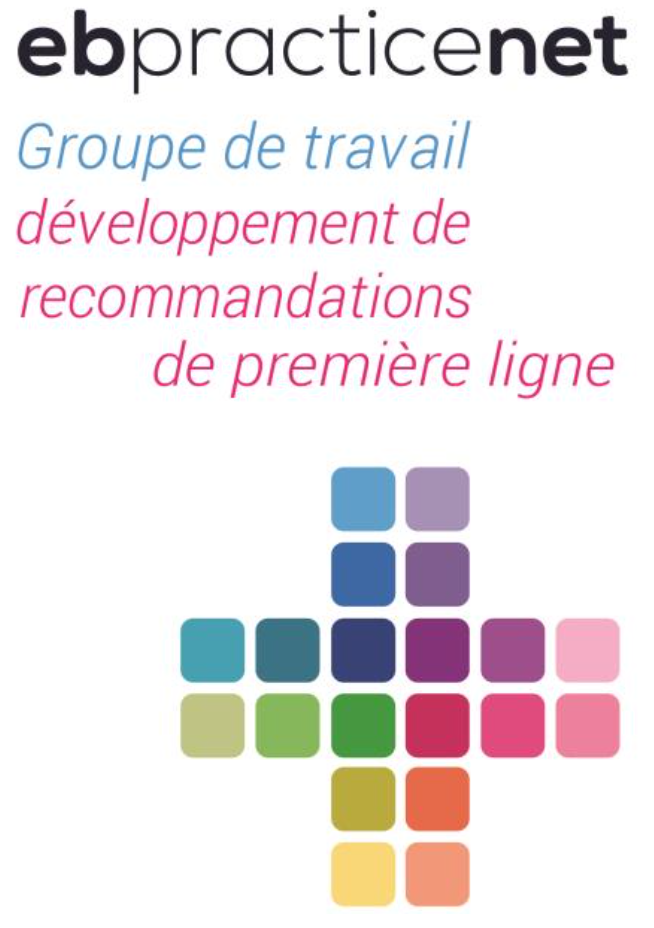 ebpracticenet
Groupe de travail
développement de
recommandations
de première ligne